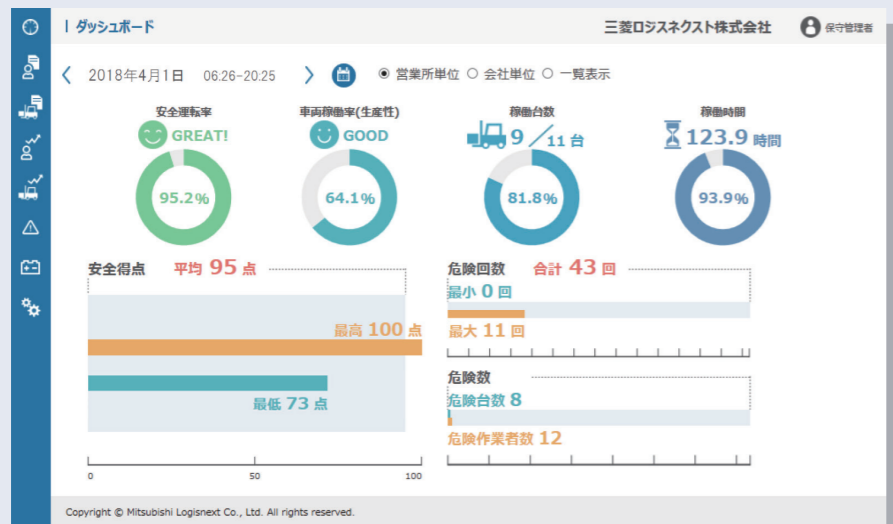 | ダッシュボード
三菱ロジスネクスト株式会社
保守管理者
2018年4月1日 06:26-20:25
営業所単位
会社単位
一覧表示
安全運転率
GREAT!
95.2%
車両稼働率(生産性)
GOOD
64.1%
稼働台数
9/11 台
81.8%
稼働時間
123.9 時間
93.9%
安全得点 平均 95 点
最高 100 点
最低 73 点
0 50 100
危険回数 合計 43 回
最小 0 回
最大 11 回
危険数
危険台数 8
危険作業者数 12
Copyright © Mitsubishi Logisnext Co., Ltd. All rights reserved.